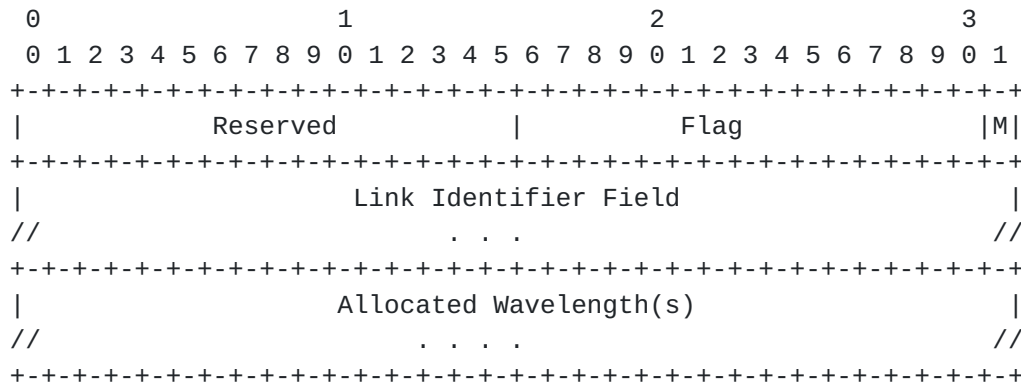 0                   1                   2                   3
 0 1 2 3 4 5 6 7 8 9 0 1 2 3 4 5 6 7 8 9 0 1 2 3 4 5 6 7 8 9 0 1
+-+-+-+-+-+-+-+-+-+-+-+-+-+-+-+-+-+-+-+-+-+-+-+-+-+-+-+-+-+-+-+-+
|            Reserved           |          Flag               |M|
+-+-+-+-+-+-+-+-+-+-+-+-+-+-+-+-+-+-+-+-+-+-+-+-+-+-+-+-+-+-+-+-+
|                     Link Identifier Field                     |
//                          . . .                              //
+-+-+-+-+-+-+-+-+-+-+-+-+-+-+-+-+-+-+-+-+-+-+-+-+-+-+-+-+-+-+-+-+
|                    Allocated Wavelength(s)                    |
//                        . . . .                              //
+-+-+-+-+-+-+-+-+-+-+-+-+-+-+-+-+-+-+-+-+-+-+-+-+-+-+-+-+-+-+-+-+